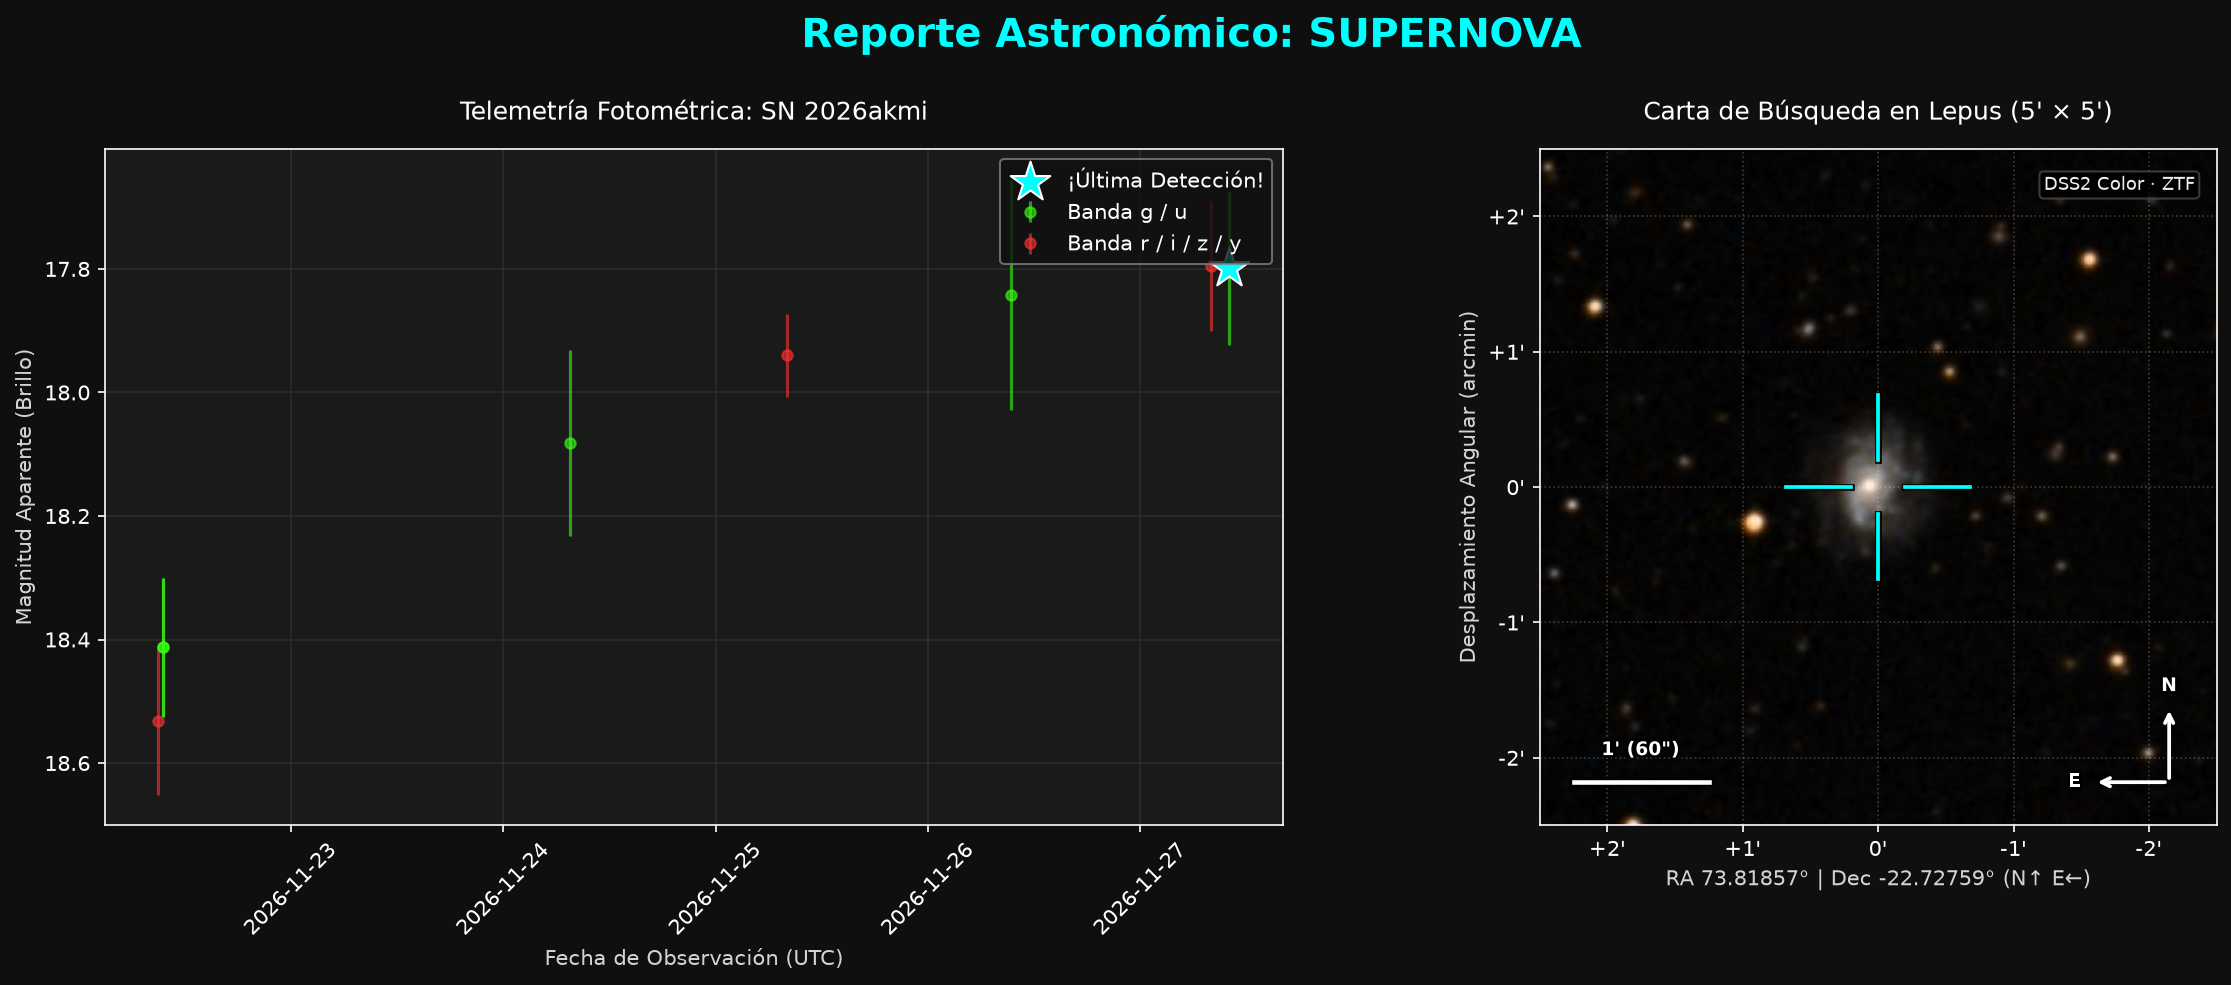 Reporte Astronómico: SUPERNOVA
Telemetría Fotométrica: SN 2026akmi
¡Última Detección!
Banda g / u
Banda r / i / z / y
Magnitud Aparente (Brillo)
17.8
18.0
18.2
18.4
18.6
2026-11-23
2026-11-24
2026-11-25
2026-11-26
2026-11-27
Fecha de Observación (UTC)
Carta de Búsqueda en Lepus (5' × 5')
DSS2 Color · ZTF
Desplazamiento Angular (arcmin)
+2'
+1'
0'
-1'
-2'
N
E
1' (60")
+2'
+1'
0'
-1'
-2'
RA 73.81857° | Dec -22.72759° (N↑ E←)